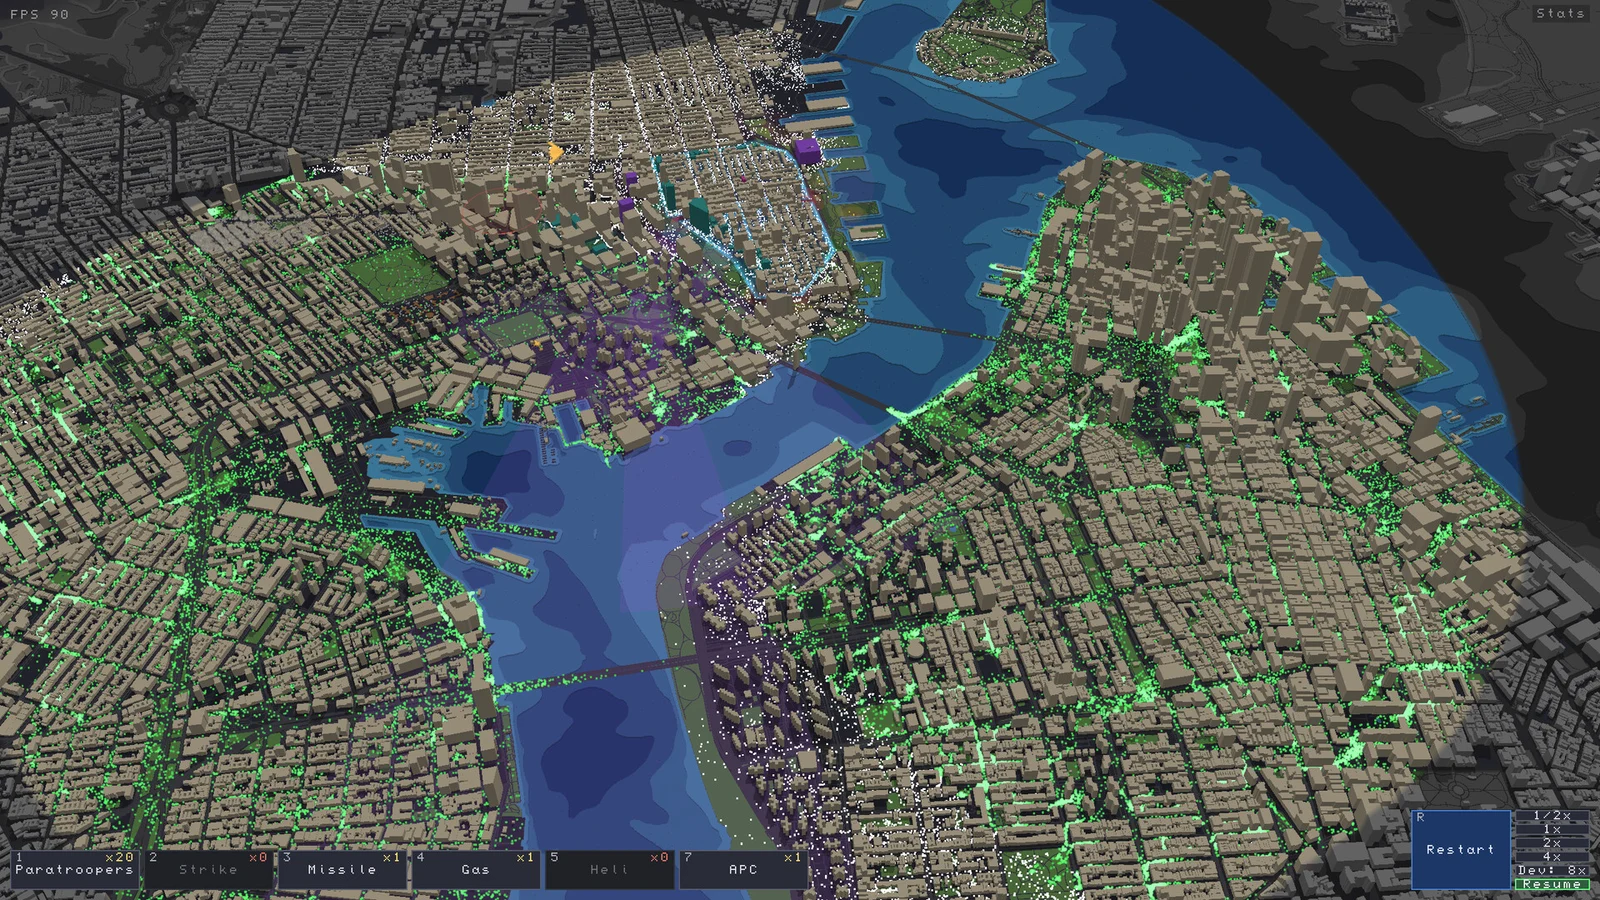 FPS 90
Stats
1 x20
Paratroopers
2 x0
Strike
3 x1
Missile
4 x1
Gas
5 x0
Heli
7 x1
APC
R
Restart
1/2x
1x
2x
4x
Dev: 8x
Resume